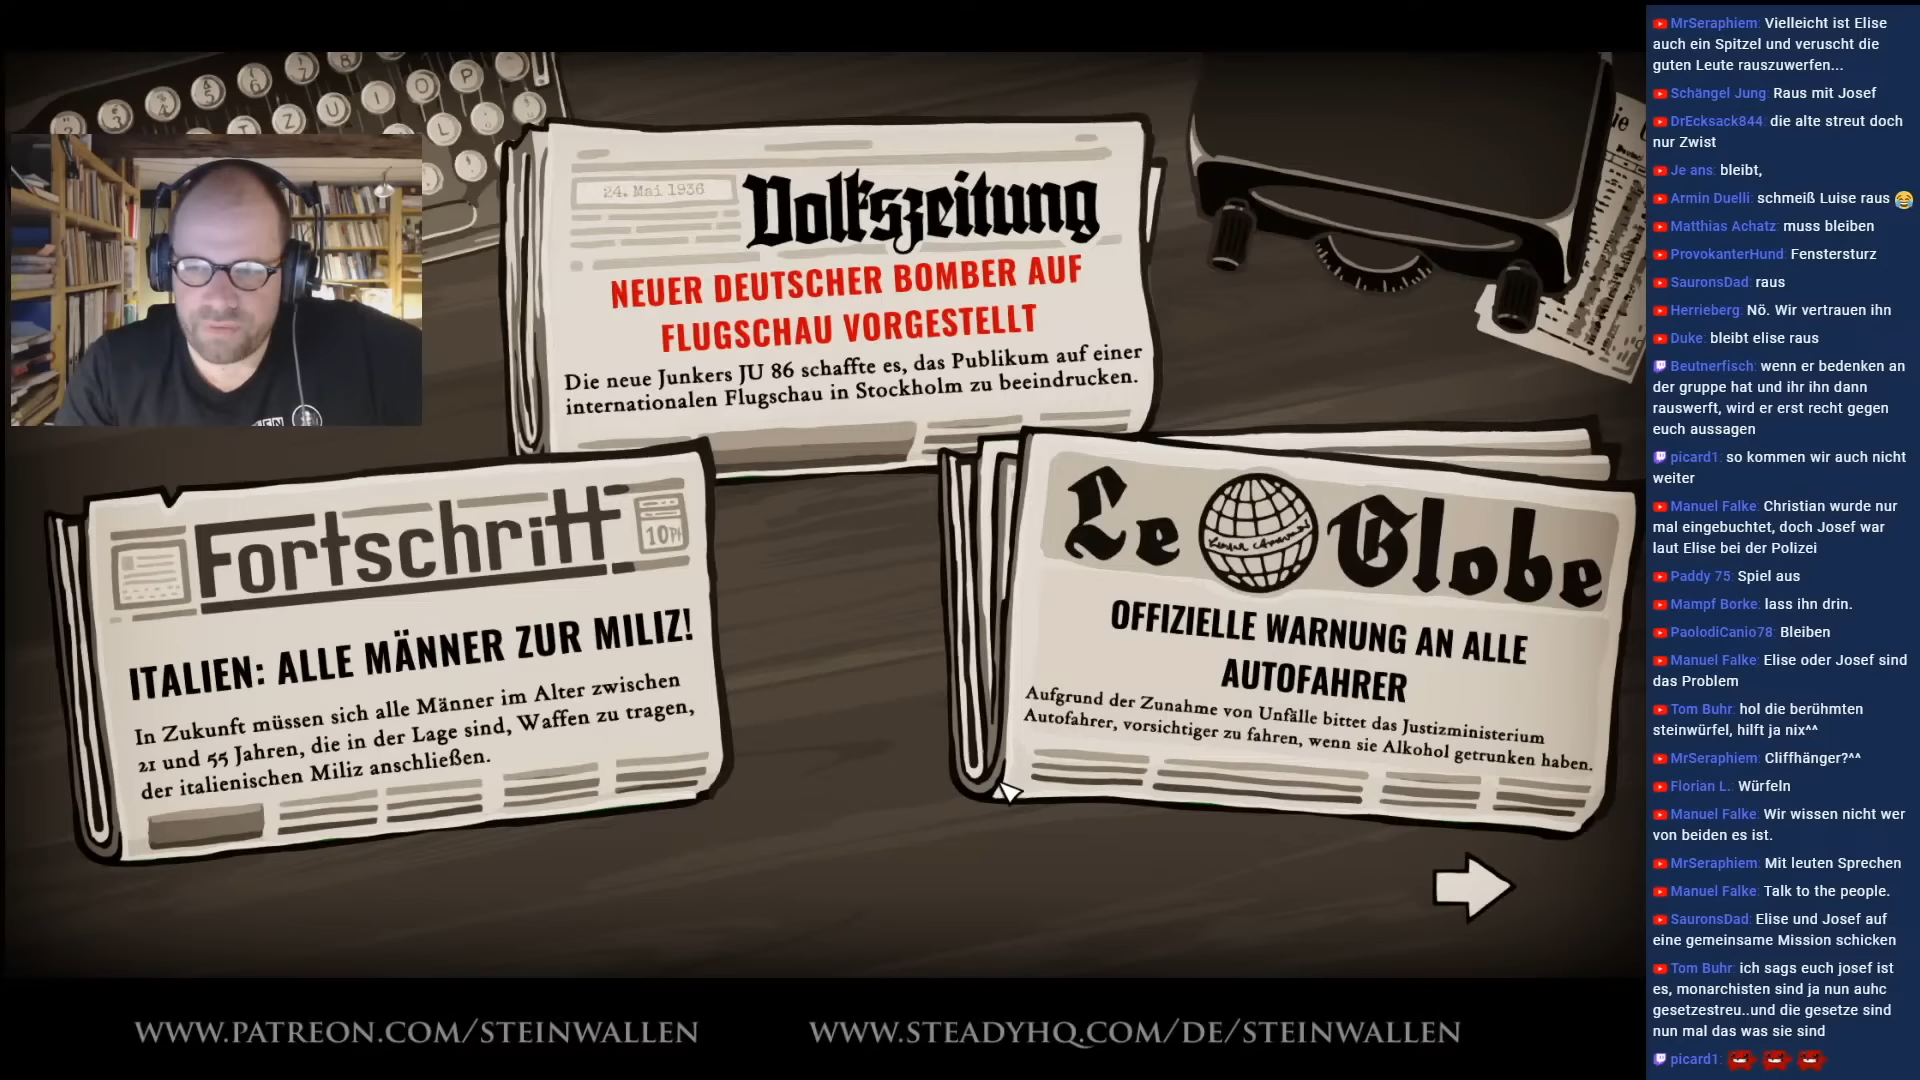 24. Mai 1936
Volkszeitung
NEUER DEUTSCHER BOMBER AUF
FLUGSCHAU VORGESTELLT
Die neue Junkers JU 86 schaffte es, das Publikum auf einer
internationalen Flugschau in Stockholm zu beeindrucken.
Fortschritt
10Pf
ITALIEN: ALLE MÄNNER ZUR MILIZ!
In Zukunft müssen sich alle Männer im Alter zwischen
21 und 55 Jahren, die in der Lage sind, Waffen zu tragen,
der italienischen Miliz anschließen.
Le Globe
OFFIZIELLE WARNUNG AN ALLE
AUTOFAHRER
Aufgrund der Zunahme von Unfälle bittet das Justizministerium
Autofahrer, vorsichtiger zu fahren, wenn sie Alkohol getrunken haben.
WWW.PATREON.COM/STEINWALLEN
WWW.STEADYHQ.COM/DE/STEINWALLEN
MrSeraphiem: Vielleicht ist Elise
auch ein Spitzel und veruscht die
guten Leute rauszuwerfen...
Schängel Jung: Raus mit Josef
DrEcksack844: die alte streut doch
nur Zwist
Je ans: bleibt,
Armin Duelli: schmeiß Luise raus 😂
Matthias Achatz: muss bleiben
ProvokanterHund: Fenstersturz
SauronsDad: raus
Herrieberg: Nö. Wir vertrauen ihn
Duke: bleibt elise raus
Beutnerfisch: wenn er bedenken an
der gruppe hat und ihr ihn dann
rauswerft, wird er erst recht gegen
euch aussagen
picard1: so kommen wir auch nicht
weiter
Manuel Falke: Christian wurde nur
mal eingebuchtet, doch Josef war
laut Elise bei der Polizei
Paddy 75: Spiel aus
Mampf Borke: lass ihn drin.
PaolodiCanio78: Bleiben
Manuel Falke: Elise oder Josef sind
das Problem
Tom Buhr: hol die berühmten
steinwürfel, hilft ja nix^^
MrSeraphiem: Cliffhänger?^^
Florian L.: Würfeln
Manuel Falke: Wir wissen nicht wer
von beiden es ist.
MrSeraphiem: Mit leuten Sprechen
Manuel Falke: Talk to the people.
SauronsDad: Elise und Josef auf
eine gemeinsame Mission schicken
Tom Buhr: ich sags euch josef ist
es, monarchisten sind ja nun auhc
gesetzestreu..und die gesetze sind
nun mal das was sie sind
picard1: